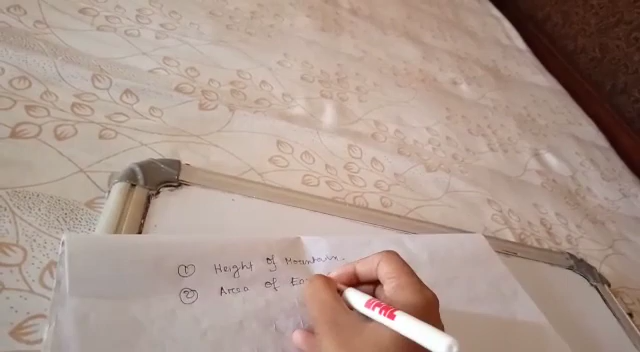 ① Height of Mountain.
② Area of